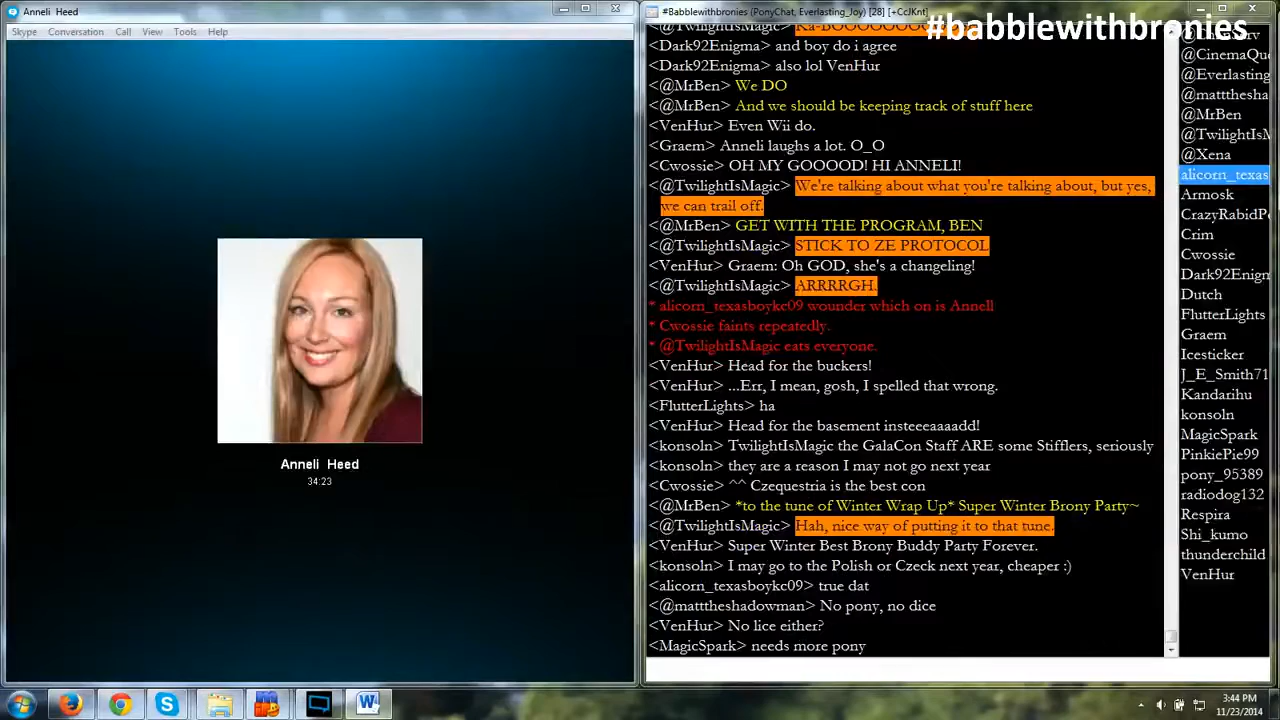 Anneli Heed
Skype Conversation Call View Tools Help
Anneli Heed
34:23
#Babblewithbronies (PonyChat, Everlasting_Joy) [28] [+CcJKnt]
#babblewithbronies
<@TwilightIsMagic>
<Dark92Enigma> and boy do i agree
<Dark92Enigma> also lol VenHur
<@MrBen> We DO
<@MrBen> And we should be keeping track of stuff here
<VenHur> Even Wii do.
<Graem> Anneli laughs a lot. O_O
<Cwossie> OH MY GOOOOD! HI ANNELI!
<@TwilightIsMagic> We're talking about what you're talking about, but yes,
we can trail off.
<@MrBen> GET WITH THE PROGRAM, BEN
<@TwilightIsMagic> STICK TO ZE PROTOCOL
<VenHur> Graem: Oh GOD, she's a changeling!
<@TwilightIsMagic> ARRRRGH.
* alicorn_texasboykc09 wounder which on is Annell
* Cwossie faints repeatedly.
* @TwilightIsMagic eats everyone.
<VenHur> Head for the buckers!
<VenHur> ...Err, I mean, gosh, I spelled that wrong.
<FlutterLights> ha
<VenHur> Head for the basement insteeeaaaadd!
<konsoln> TwilightIsMagic the GalaCon Staff ARE some Stifflers, seriously
<konsoln> they are a reason I may not go next year
<Cwossie> ^^ Czequestria is the best con
<@MrBen> *to the tune of Winter Wrap Up* Super Winter Brony Party~
<@TwilightIsMagic> Hah, nice way of putting it to that tune.
<VenHur> Super Winter Best Brony Buddy Party Forever.
<konsoln> I may go to the Polish or Czeck next year, cheaper :)
<alicorn_texasboykc09> true dat
<@matttheshadowman> No pony, no dice
<VenHur> No lice either?
<MagicSpark> needs more pony
@CinemaQu
@Everlasting
@matttthesha
@MrBen
@TwilightIsM
@Xena
alicorn_texas
Armosk
CrazyRabidP
Crim
Cwossie
Dark92Enigm
Dutch
FlutterLights
Graem
Icesticker
J_E_Smith71
Kandarihu
konsoln
MagicSpark
PinkiePie99
pony_95389
radiodog132
Respira
Shi_kumo
thunderchild
VenHur
3:44 PM
11/23/2014